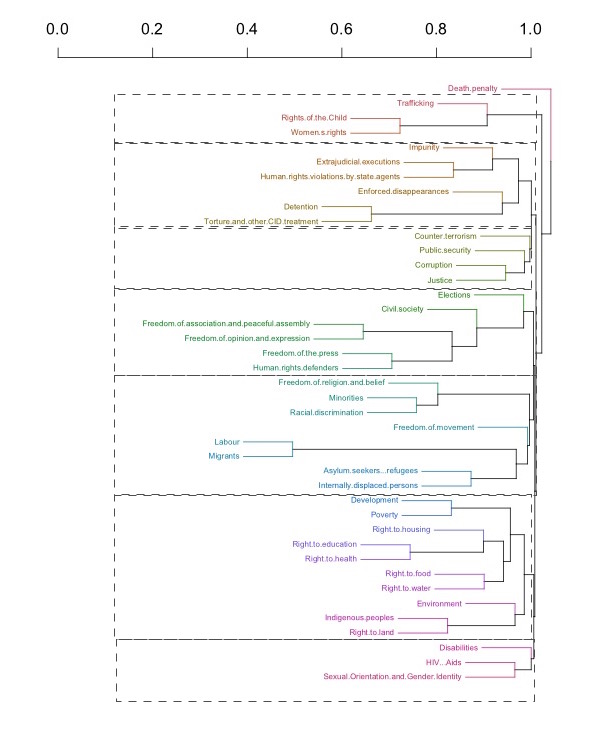 0.0 0.2 0.4 0.6 0.8 1.0
Death.penalty
Trafficking
Rights.of.the.Child
Women.s.rights
Impunity
Extrajudicial.executions
Human.rights.violations.by.state.agents
Enforced.disappearances
Detention
Torture.and.other.CID.treatment
Counter.terrorism
Public.security
Corruption
Justice
Elections
Civil.society
Freedom.of.association.and.peaceful.assembly
Freedom.of.opinion.and.expression
Freedom.of.the.press
Human.rights.defenders
Freedom.of.religion.and.belief
Minorities
Racial.discrimination
Freedom.of.movement
Labour
Migrants
Asylum.seekers...refugees
Internally.displaced.persons
Development
Poverty
Right.to.housing
Right.to.education
Right.to.health
Right.to.food
Right.to.water
Environment
Indigenous.peoples
Right.to.land
Disabilities
HIV...Aids
Sexual.Orientation.and.Gender.Identity